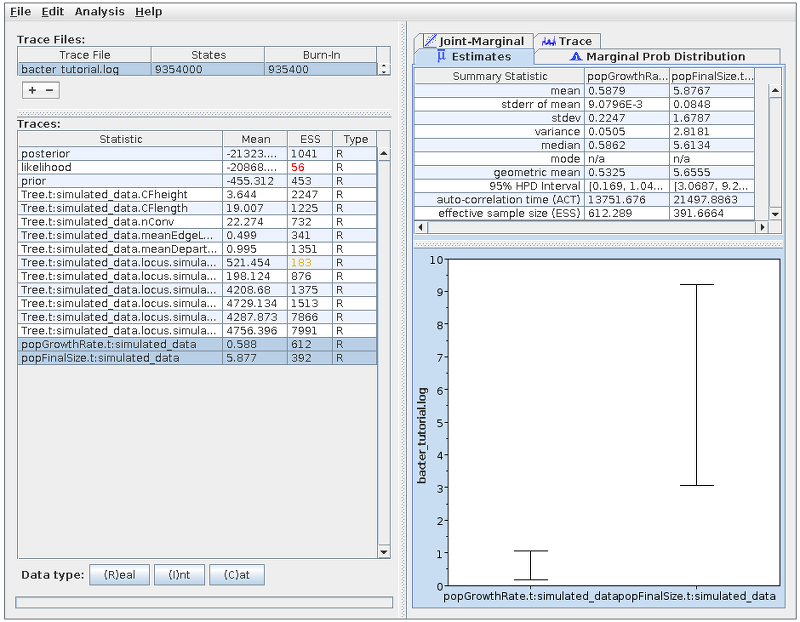 File Edit Analysis Help
Trace Files:
Trace File States Burn-In
bacter_tutorial.log 9354000 935400
+ −
Traces:
Statistic Mean ESS Type
posterior -21323.... 1041 R
likelihood -20868.... 56 R
prior -455.312 453 R
Tree.t:simulated_data.CFheight 3.644 2247 R
Tree.t:simulated_data.CFlength 19.007 1225 R
Tree.t:simulated_data.nConv 22.274 732 R
Tree.t:simulated_data.meanEdgeL... 0.499 341 R
Tree.t:simulated_data.meanDepart... 0.995 1351 R
Tree.t:simulated_data.locus.simula... 521.454 183 R
Tree.t:simulated_data.locus.simula... 198.124 876 R
Tree.t:simulated_data.locus.simula... 4208.68 1375 R
Tree.t:simulated_data.locus.simula... 4729.134 1513 R
Tree.t:simulated_data.locus.simula... 4287.873 7866 R
Tree.t:simulated_data.locus.simula... 4756.396 7991 R
popGrowthRate.t:simulated_data 0.588 612 R
popFinalSize.t:simulated_data 5.877 392 R
Data type: (R)eal (I)nt (C)at
Joint-Marginal Trace
μ Estimates Marginal Prob Distribution
Summary Statistic popGrowthRa... popFinalSize.t...
mean 0.5879 5.8767
stderr of mean 9.0796E-3 0.0848
stdev 0.2247 1.6787
variance 0.0505 2.8181
median 0.5862 5.6134
mode n/a n/a
geometric mean 0.5325 5.6555
95% HPD Interval [0.169, 1.04... [3.0687, 9.2...
auto-correlation time (ACT) 13751.676 21497.8863
effective sample size (ESS) 612.289 391.6664
10
9
8
7
6
5
4
3
2
1
0
bacter_tutorial.log
popGrowthRate.t:simulated_data popFinalSize.t:simulated_data